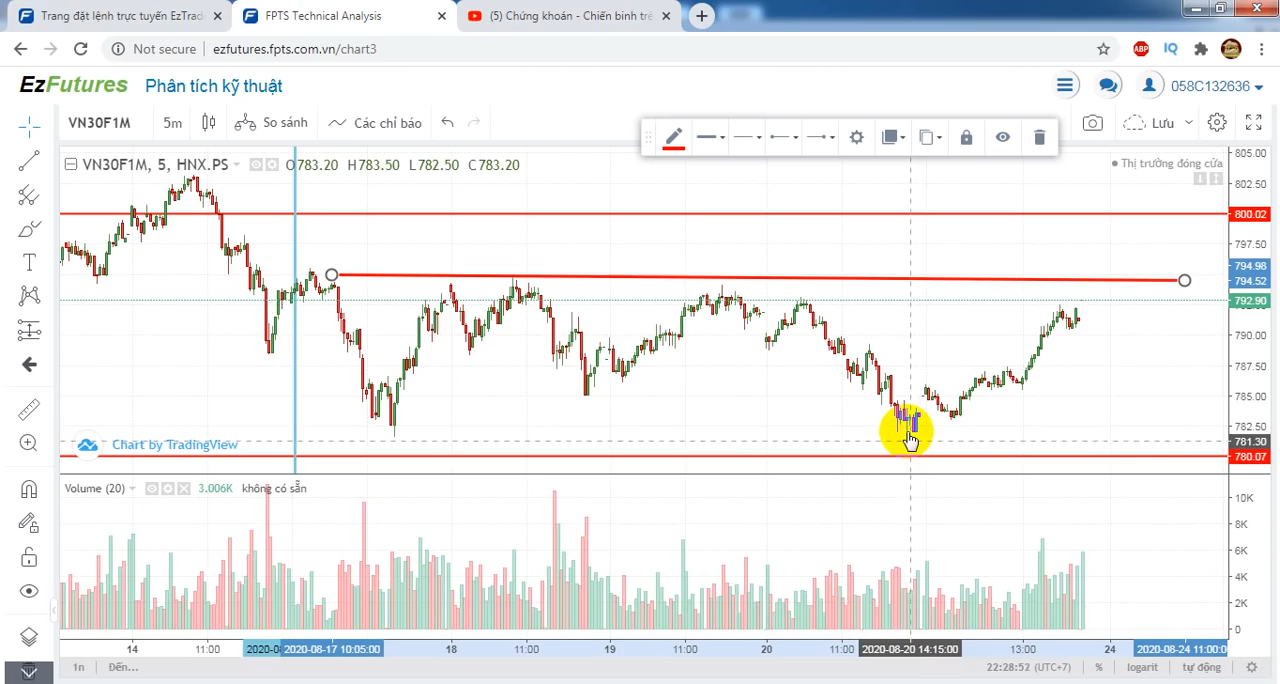 Trang đặt lệnh trực tuyến EzTrad
FPTS Technical Analysis
(5) Chứng khoán - Chiến binh trẻ
Not secure
ezfutures.fpts.com.vn/chart3
ABP
IQ
EzFutures Phân tích kỹ thuật
058C132636
VN30F1M
5m
So sánh
Các chỉ báo
Lưu
VN30F1M, 5, HNX.PS
O783.20 H783.50 L782.50 C783.20
Thị trường đóng cửa
805.00
802.50
800.02
797.50
794.98
794.52
792.90
790.00
787.50
785.00
782.50
781.30
780.07
Chart by TradingView
Volume (20)
3.006K
không có sẵn
10K
8K
6K
4K
2K
0
14
11:00
2020-0
2020-08-17 10:05:00
18
11:00
19
11:00
20
11:00
2020-08-20 14:15:00
13:00
24
2020-08-24 11:00:0
1n
Đến...
22:28:52 (UTC+7)
%
logarit
tự động